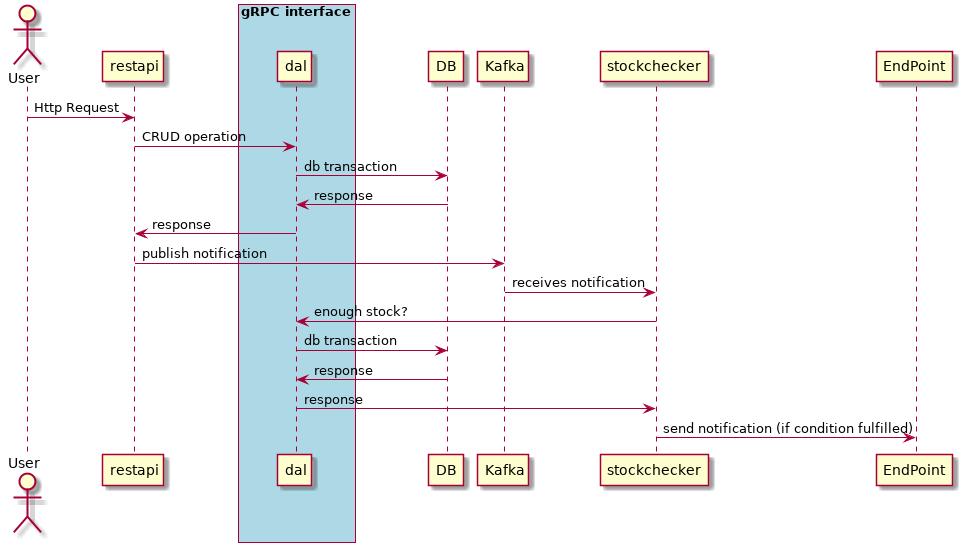 gRPC interface
User
restapi
dal
DB
Kafka
stockchecker
EndPoint
Http Request
CRUD operation
db transaction
response
response
publish notification
receives notification
enough stock?
db transaction
response
response
send notification (if condition fulfilled)
User
restapi
dal
DB
Kafka
stockchecker
EndPoint